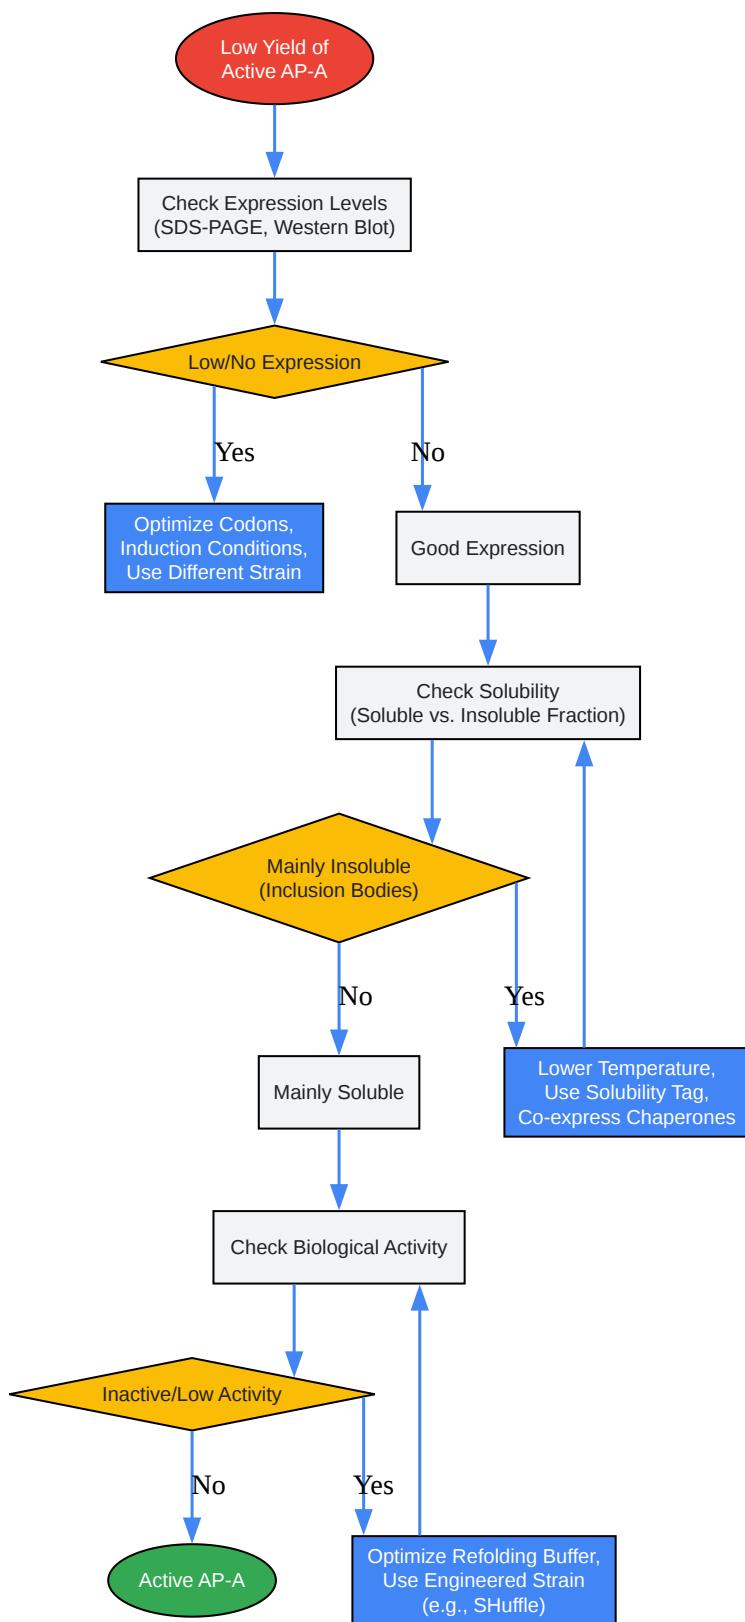 Low Yield of
Active AP-A
Check Expression Levels
(SDS-PAGE, Western Blot)
Low/No Expression
Yes
No
Optimize Codons,
Induction Conditions,
Use Different Strain
Good Expression
Check Solubility
(Soluble vs. Insoluble Fraction)
Mainly Insoluble
(Inclusion Bodies)
No
Yes
Mainly Soluble
Lower Temperature,
Use Solubility Tag,
Co-express Chaperones
Check Biological Activity
Inactive/Low Activity
No
Yes
Active AP-A
Optimize Refolding Buffer,
Use Engineered Strain
(e.g., SHuffle)